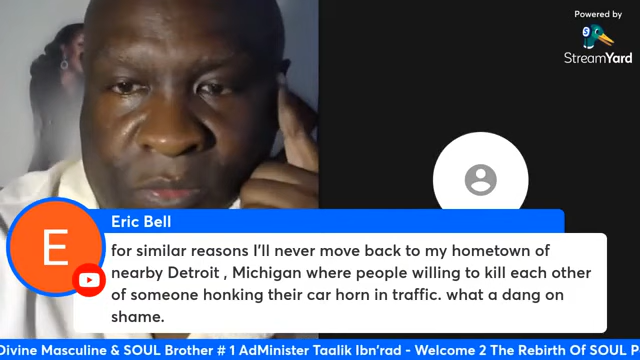 Powered by
StreamYard
Eric Bell
E
for similar reasons I'll never move back to my hometown of
nearby Detroit , Michigan where people willing to kill each other
of someone honking their car horn in traffic. what a dang on
shame.
Divine Masculine & SOUL Brother # 1 AdMinister Taalik Ibn'rad - Welcome 2 The Rebirth Of SOUL P